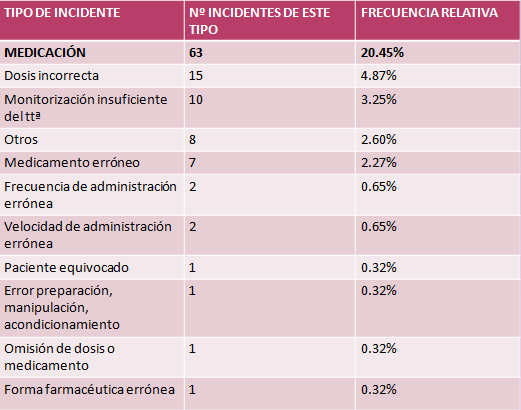 TIPO DE INCIDENTE Nº INCIDENTES DE ESTE FRECUENCIA RELATIVA
TIPO
MEDICACIÓN 63 20.45%
Dosis incorrecta 15 4.87%
Monitorización insuficiente 10 3.25%
del ttª
Otros 8 2.60%
Medicamento erróneo 7 2.27%
Frecuencia de administración 2 0.65%
errónea
Velocidad de administración 2 0.65%
errónea
Paciente equivocado 1 0.32%
Error preparación, 1 0.32%
manipulación,
acondicionamiento
Omisión de dosis o 1 0.32%
medicamento
Forma farmacéutica errónea 1 0.32%